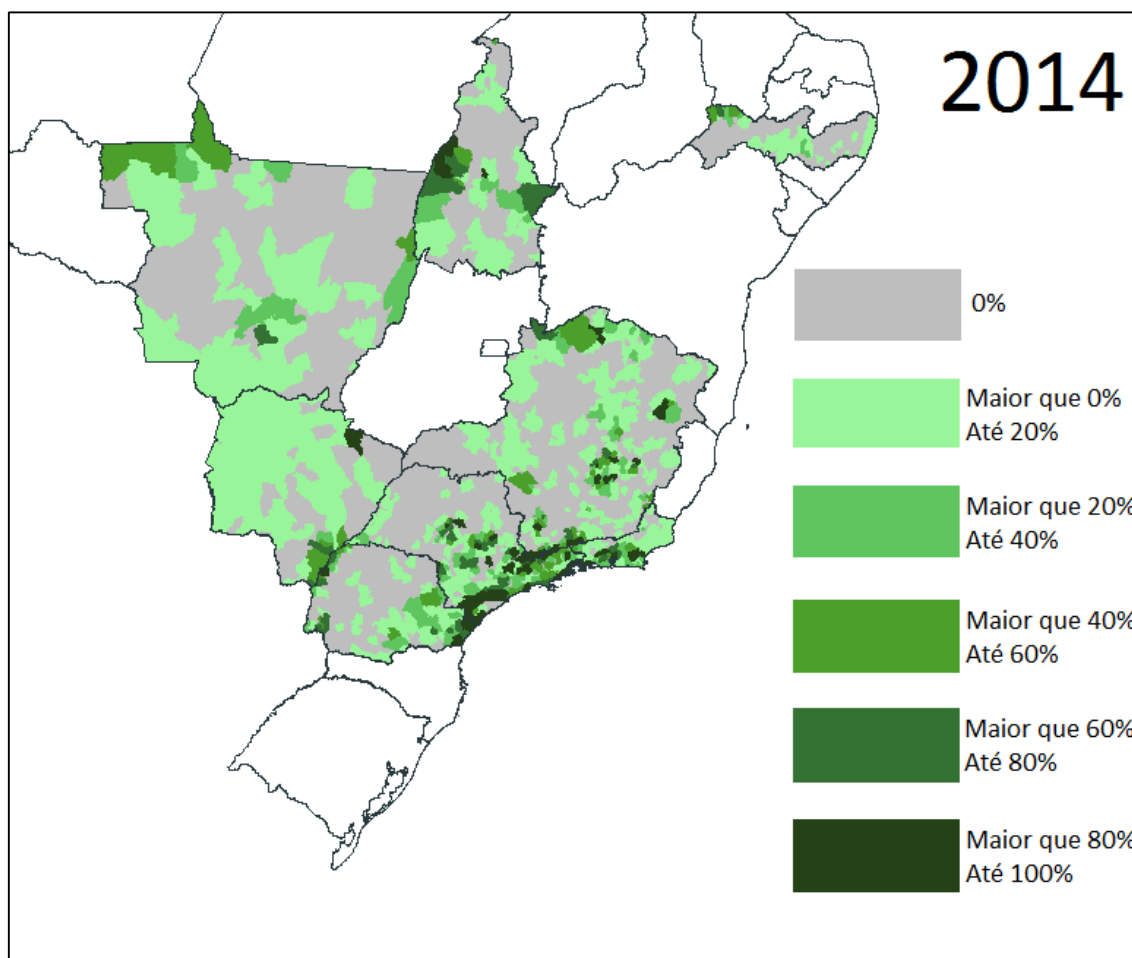 2014
0%
Maior que 0%
Até 20%
Maior que 20%
Até 40%
Maior que 40%
Até 60%
Maior que 60%
Até 80%
Maior que 80%
Até 100%